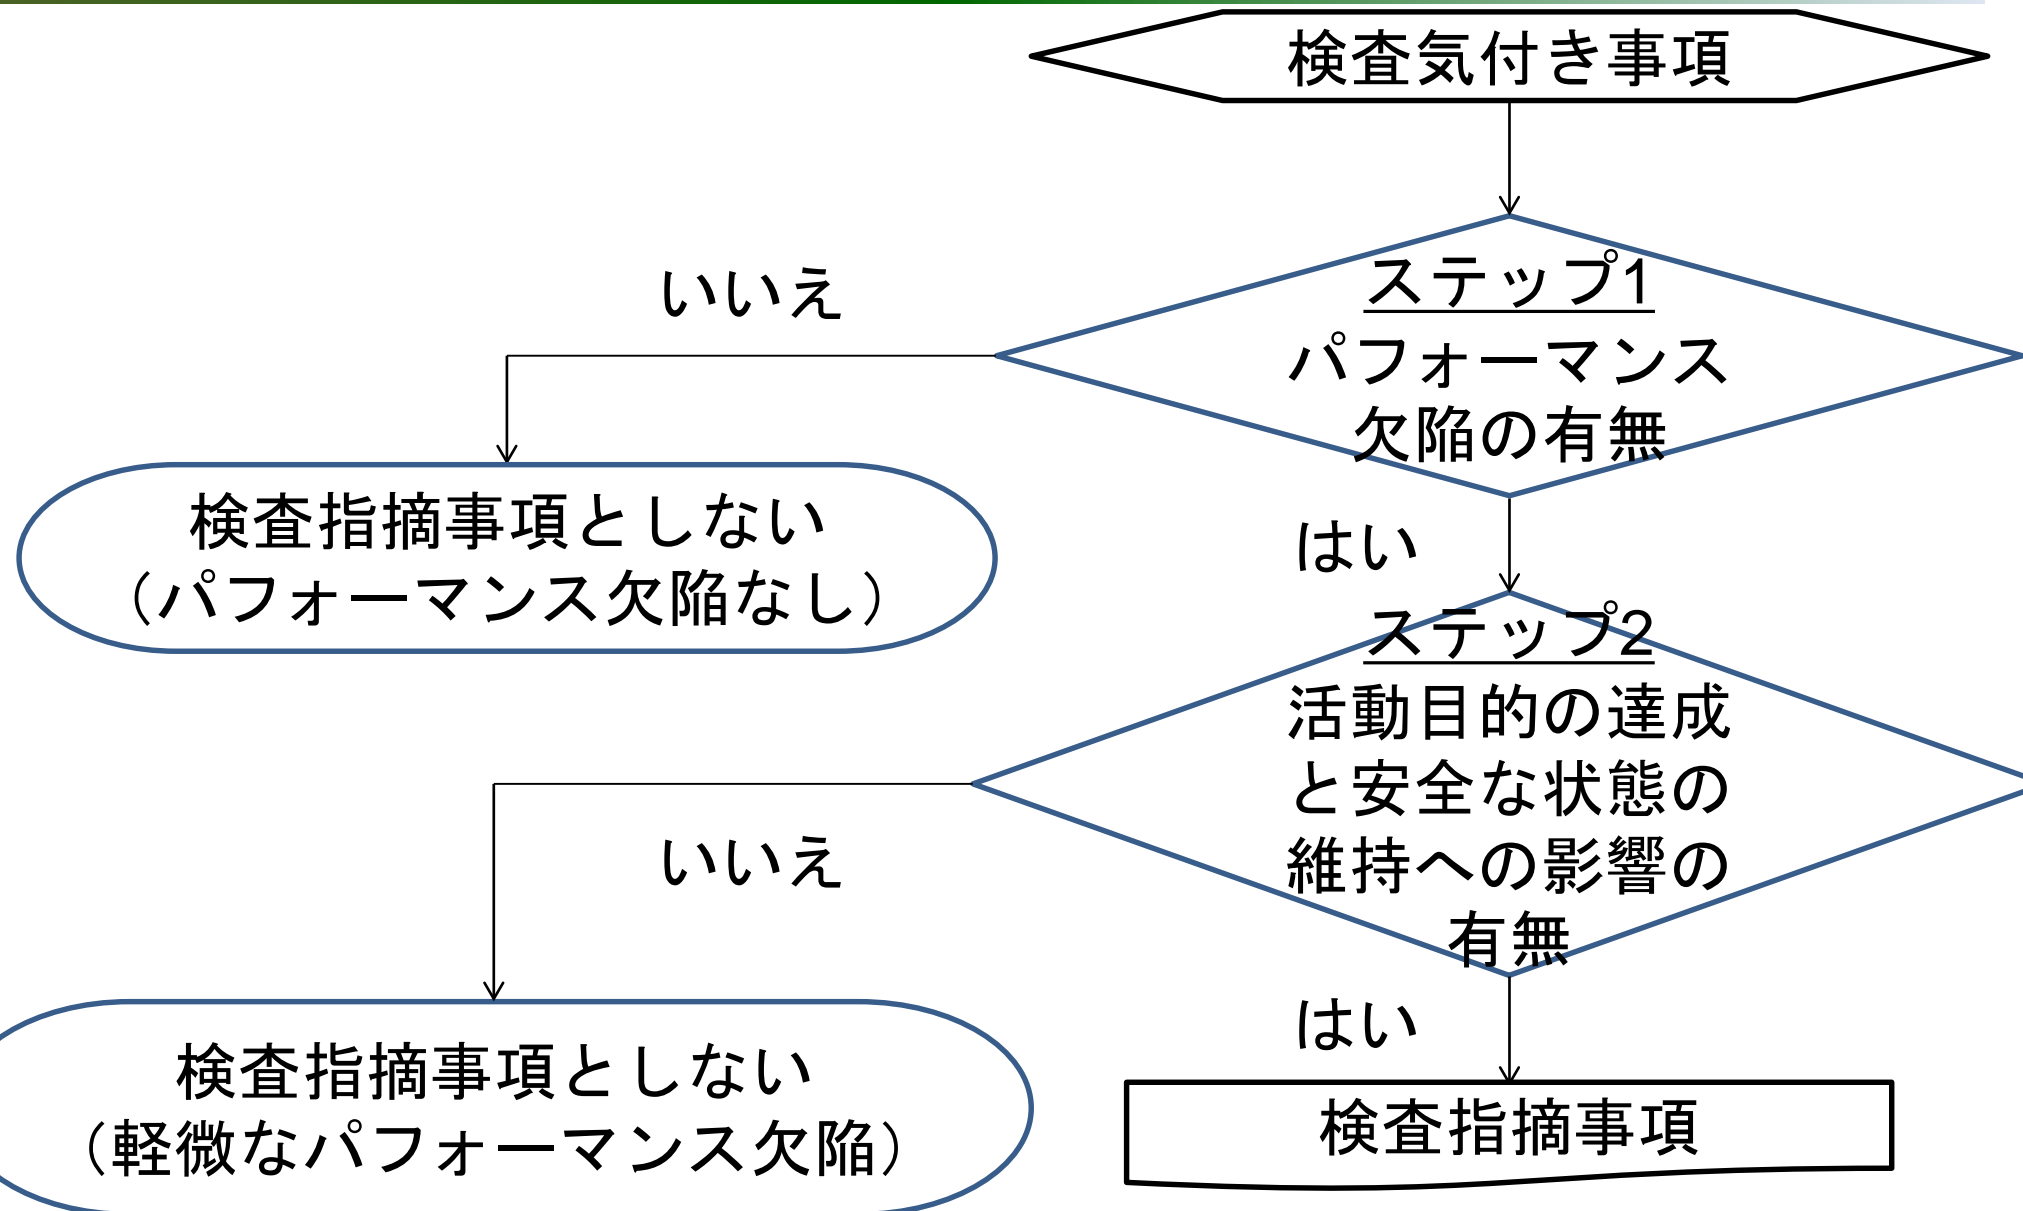 検査気付き事項
ステップ1
パフォーマンス
欠陥の有無
いいえ
検査指摘事項としない
（パフォーマンス欠陥なし）
はい
ステップ2
活動目的の達成
と安全な状態の
維持への影響の
有無
いいえ
検査指摘事項としない
（軽微なパフォーマンス欠陥）
はい
検査指摘事項